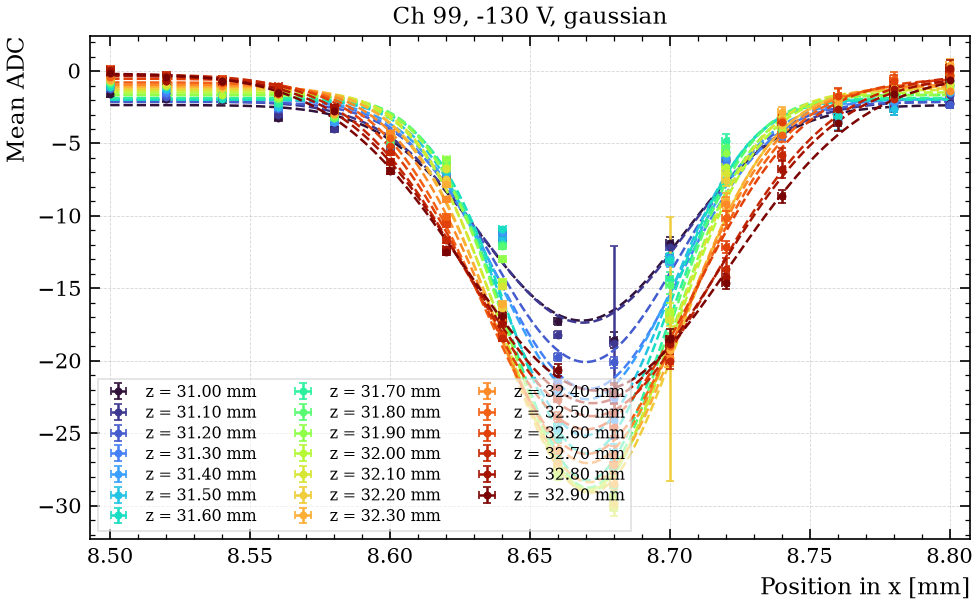 Ch 99, -130 V, gaussian
Mean ADC
0
−5
−10
−15
−20
−25
−30
z = 31.00 mm
z = 31.10 mm
z = 31.20 mm
z = 31.30 mm
z = 31.40 mm
z = 31.50 mm
z = 31.60 mm
z = 31.70 mm
z = 31.80 mm
z = 31.90 mm
z = 32.00 mm
z = 32.10 mm
z = 32.20 mm
z = 32.30 mm
z = 32.40 mm
z = 32.50 mm
z = 32.60 mm
z = 32.70 mm
z = 32.80 mm
z = 32.90 mm
8.50 8.55 8.60 8.65 8.70 8.75 8.80
Position in x [mm]